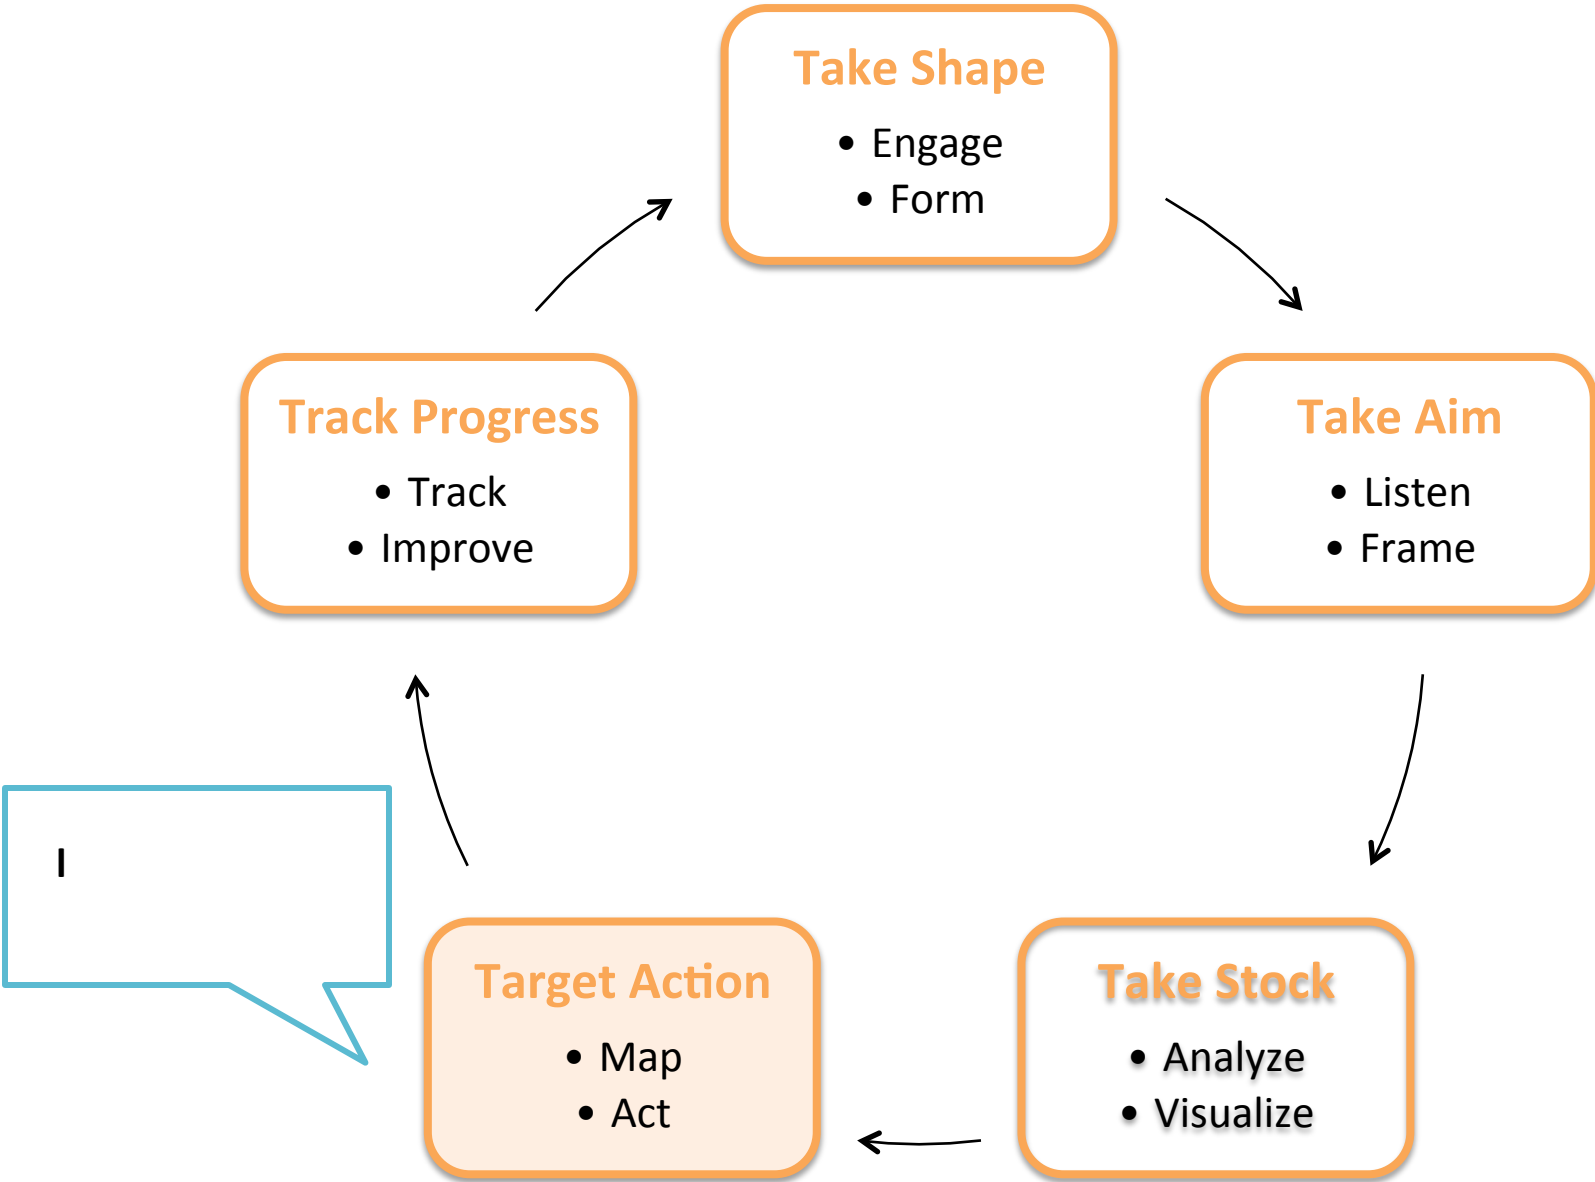 Take Shape
• Engage
• Form
Take Aim
• Listen
• Frame
Take Stock
• Analyze
• Visualize
Target Action
• Map
• Act
Track Progress
• Track
• Improve
I